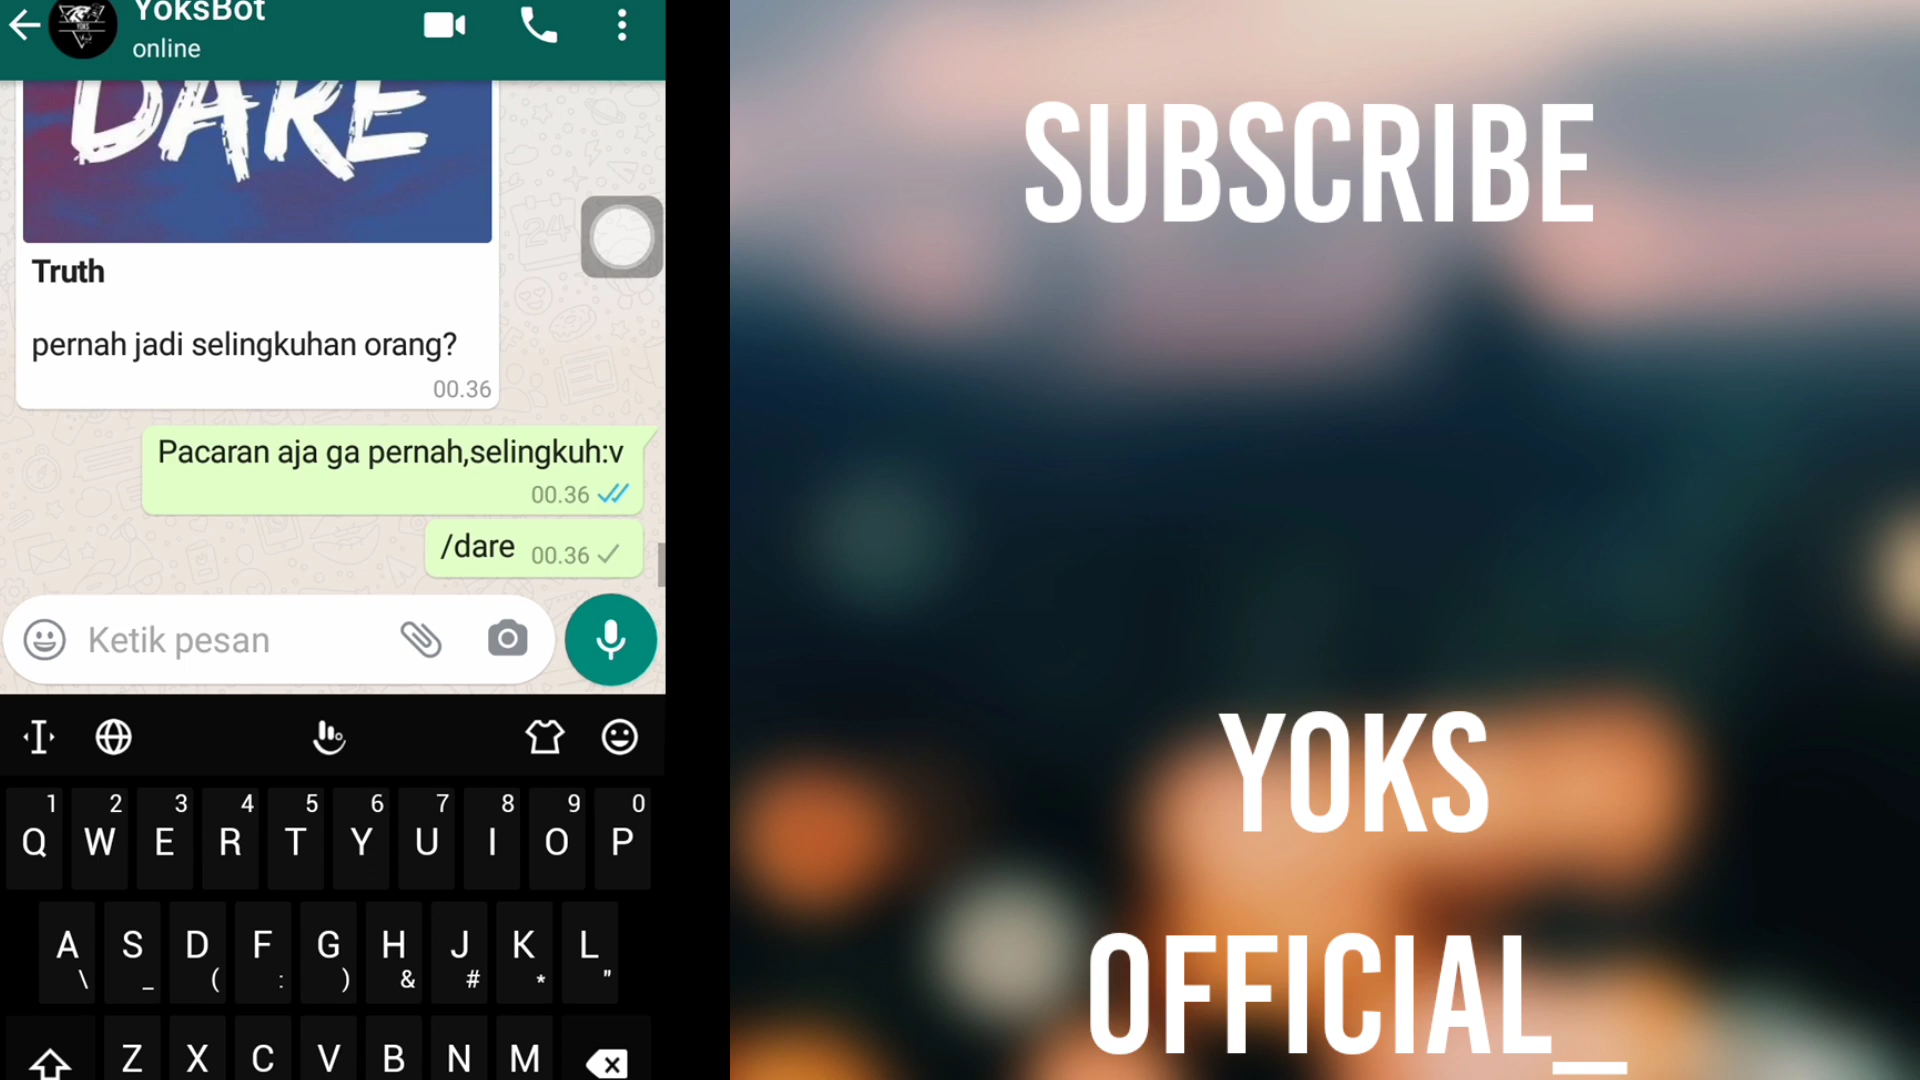 YoksBot
online
DARE
Truth
pernah jadi selingkuhan orang?
00.36
Pacaran aja ga pernah,selingkuh:v
00.36
/dare 00.36
Ketik pesan
1 2 3 4 5 6 7 8 9 0
Q W E R T Y U I O P
A S D F G H J K L
\ _ ( : ) & # * "
Z X C V B N M
SUBSCRIBE
YOKS
OFFICIAL_